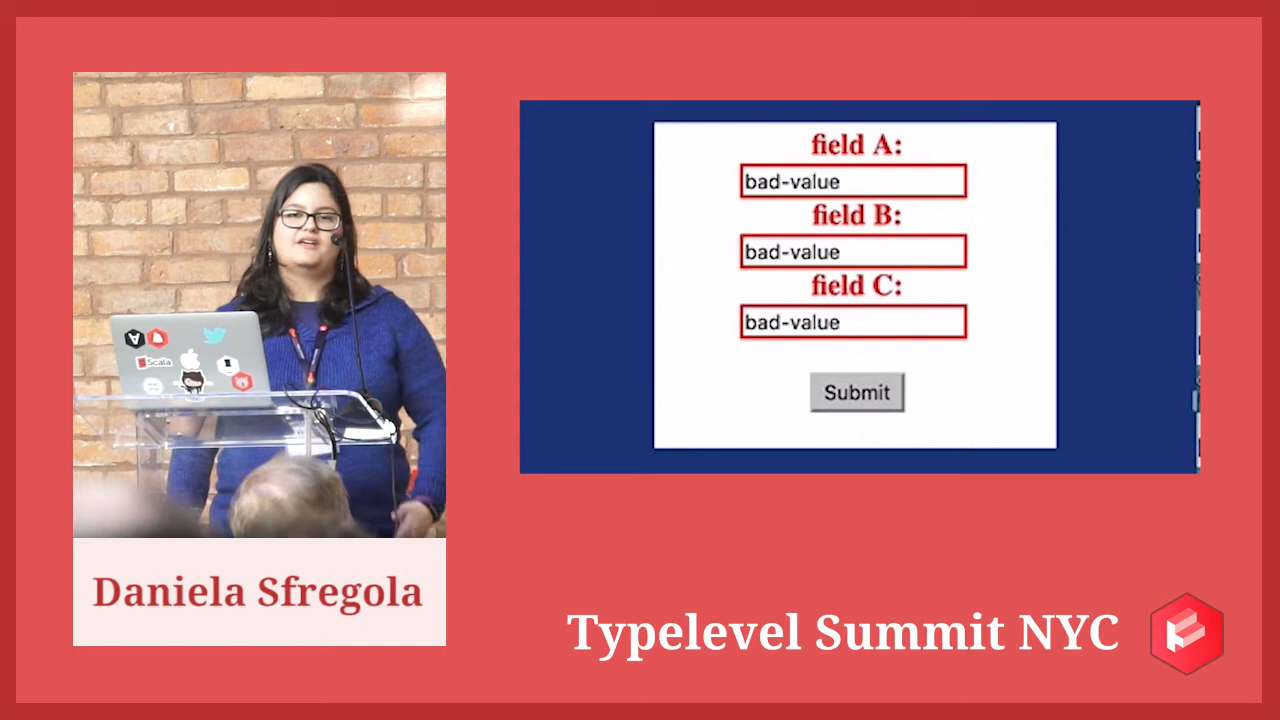 Scala
Daniela Sfregola
field A:
bad-value
field B:
bad-value
field C:
bad-value
Submit
Typelevel Summit NYC